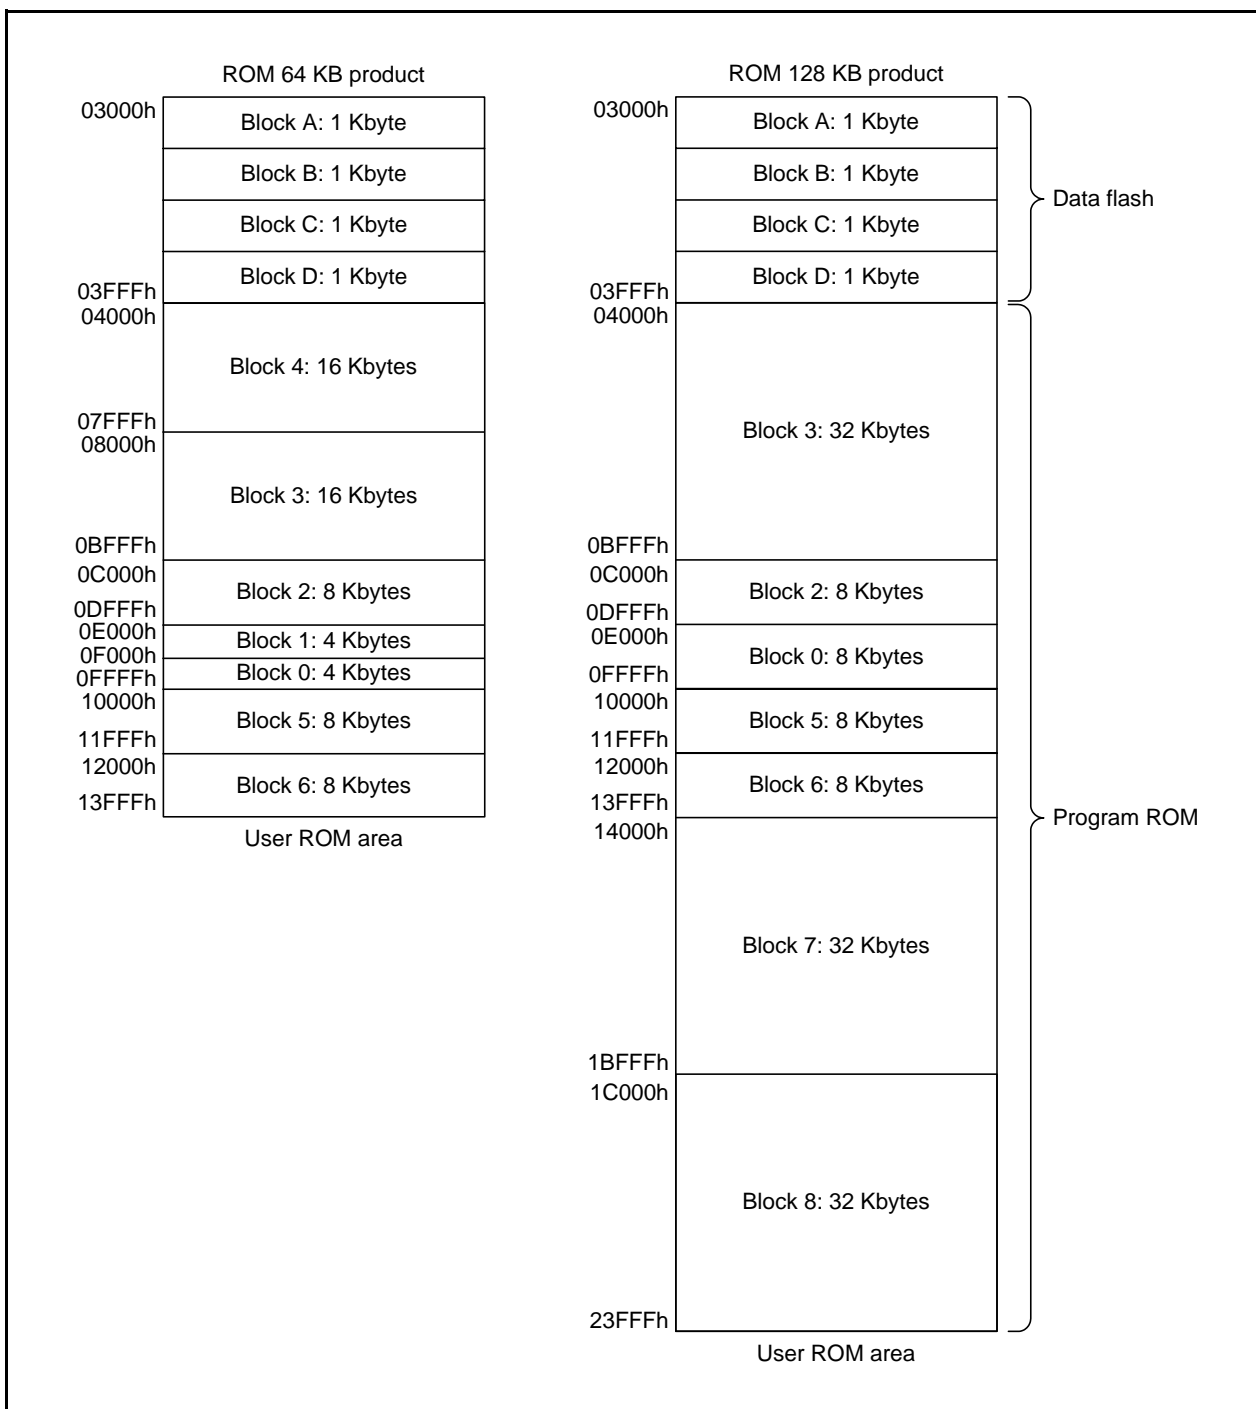 ROM 64 KB product
03000h
Block A: 1 Kbyte
Block B: 1 Kbyte
Block C: 1 Kbyte
Block D: 1 Kbyte
03FFFh
04000h
Block 4: 16 Kbytes
07FFFh
08000h
Block 3: 16 Kbytes
0BFFFh
0C000h
Block 2: 8 Kbytes
0DFFFh
0E000h
Block 1: 4 Kbytes
0F000h
Block 0: 4 Kbytes
0FFFFh
10000h
Block 5: 8 Kbytes
11FFFh
12000h
Block 6: 8 Kbytes
13FFFh
User ROM area
ROM 128 KB product
03000h
Block A: 1 Kbyte
Block B: 1 Kbyte
Block C: 1 Kbyte
Block D: 1 Kbyte
03FFFh
04000h
Block 3: 32 Kbytes
0BFFFh
0C000h
Block 2: 8 Kbytes
0DFFFh
0E000h
Block 0: 8 Kbytes
0FFFFh
10000h
Block 5: 8 Kbytes
11FFFh
12000h
Block 6: 8 Kbytes
13FFFh
14000h
Block 7: 32 Kbytes
1BFFFh
1C000h
Block 8: 32 Kbytes
23FFFh
User ROM area
Data flash
Program ROM